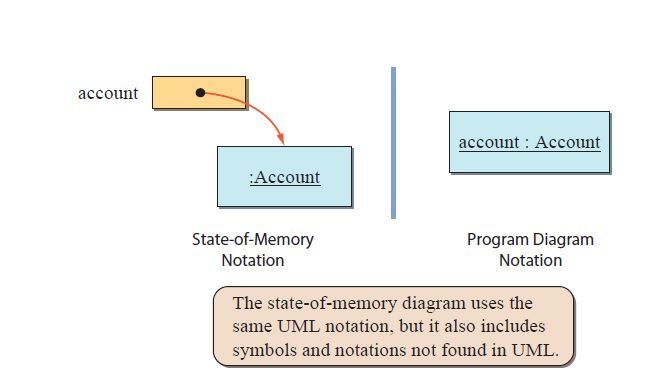 account
:Account
account : Account
State-of-Memory
Notation
Program Diagram
Notation
The state-of-memory diagram uses the
same UML notation, but it also includes
symbols and notations not found in UML.